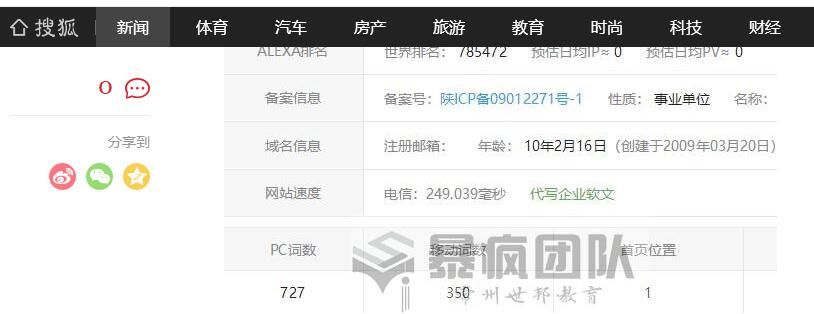 搜狐 新闻 体育 汽车 房产 旅游 教育 时尚 科技 财经
ALEXA排名 世界排名： 785472 预估日均IP≈ 0 预估日均PV≈ 0
0
备案信息 备案号：陕ICP备09012271号-1 性质： 事业单位 名称：
分享到
域名信息 注册邮箱： 年龄： 10年2月16日（创建于2009年03月20日）
网站速度 电信：249.039毫秒 代写企业软文
PC词数 移动词数 首页位置
暴疯团队
727 350 1
州世邦教育